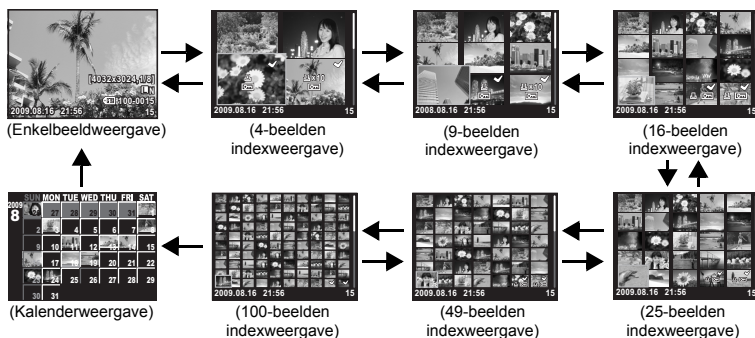 [4032x3024,1/8]
L N
100-0015
2009.08.16 21:56 15
(Enkelbeeldweergave)
x10
2009.08.16 21:56 15
(4-beelden
indexweergave)
x10
2008.08.16 21:56 15
(9-beelden
indexweergave)
2009.08.16 21:56 15
(16-beelden
indexweergave)
2009
8
SUN MON TUE WED THU FRI SAT
27 28 29 30 31 1
2 3 4 5 6 7 8
9 10 11 12 13 14 15
17 18 19 20 21 22
23 24 25 26 27 28 29
30 31
(Kalenderweergave)
2009.08.16 21:56 15
(100-beelden
indexweergave)
2009.08.16 21:56 15
(49-beelden
indexweergave)
2009.08.16 21:56 15
(25-beelden
indexweergave)